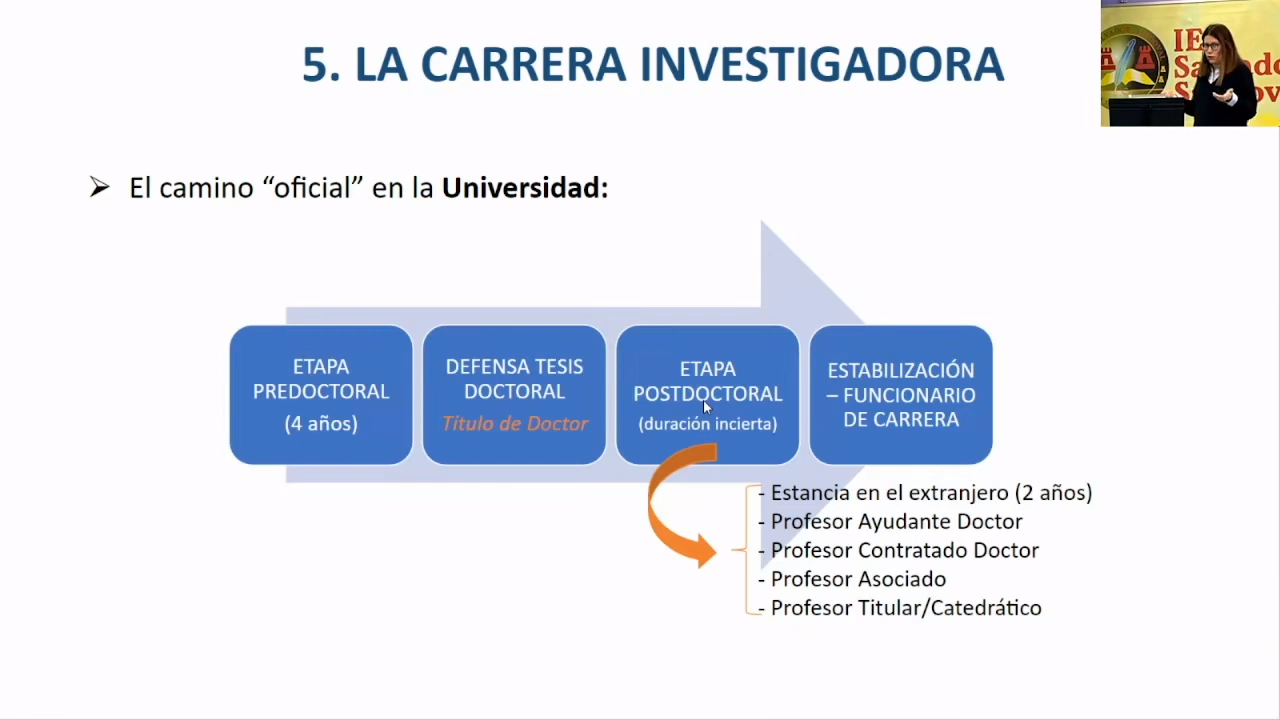 5. LA CARRERA INVESTIGADORA
IE
Sa
S
➢ El camino “oficial” en la Universidad:
ETAPA
PREDOCTORAL
(4 años)
DEFENSA TESIS
DOCTORAL
Título de Doctor
ETAPA
POSTDOCTORAL
(duración incierta)
ESTABILIZACIÓN
– FUNCIONARIO
DE CARRERA
- Estancia en el extranjero (2 años)
- Profesor Ayudante Doctor
- Profesor Contratado Doctor
- Profesor Asociado
- Profesor Titular/Catedrático